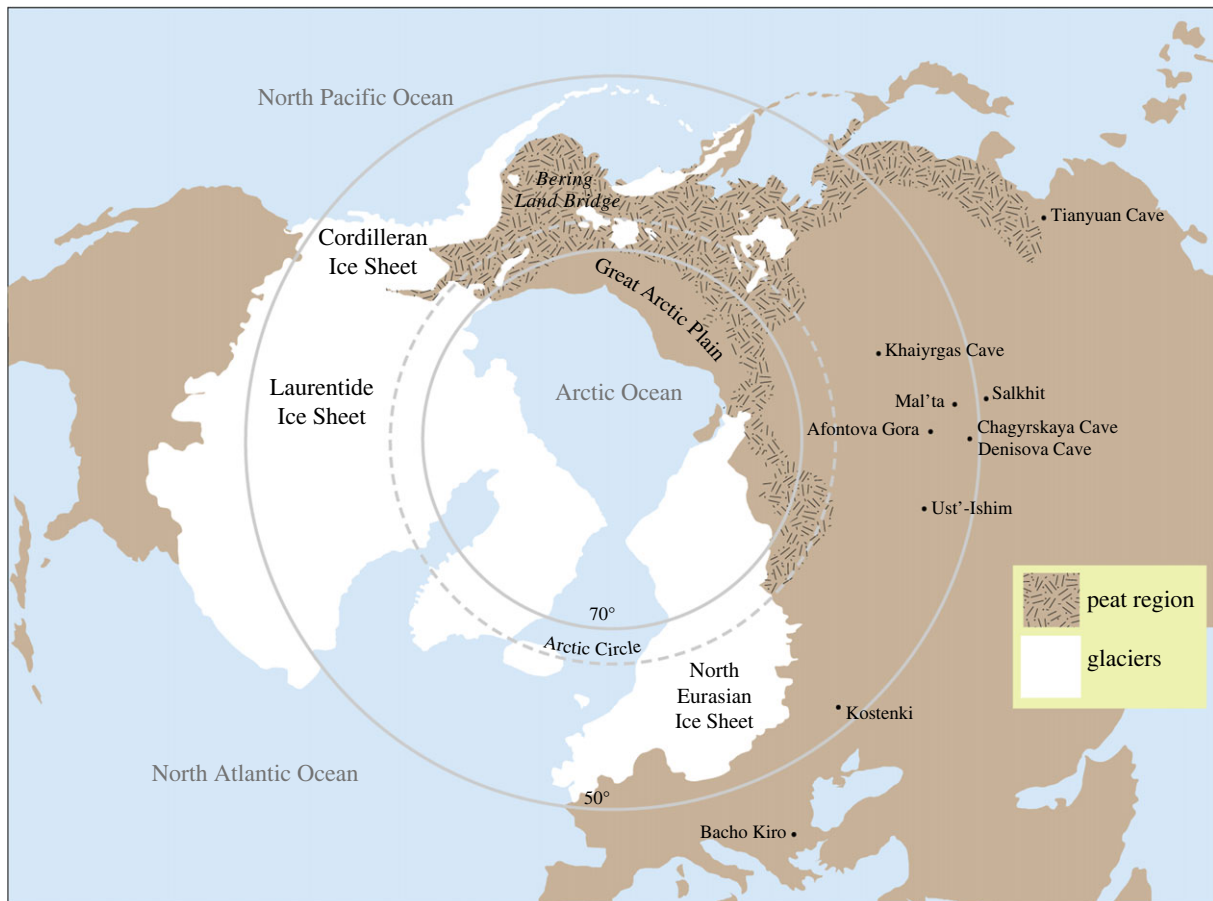 North Pacific Ocean
Bering
Land Bridge
Tianyuan Cave
Cordilleran
Ice Sheet
Great Arctic Plain
Khaiyrgas Cave
Laurentide
Ice Sheet
Arctic Ocean
Salkhit
Mal’ta
Afontova Gora
Chagyrskaya Cave
Denisova Cave
Ust’-Ishim
peat region
70°
Arctic Circle
glaciers
North
Eurasian
Ice Sheet
Kostenki
North Atlantic Ocean
50°
Bacho Kiro